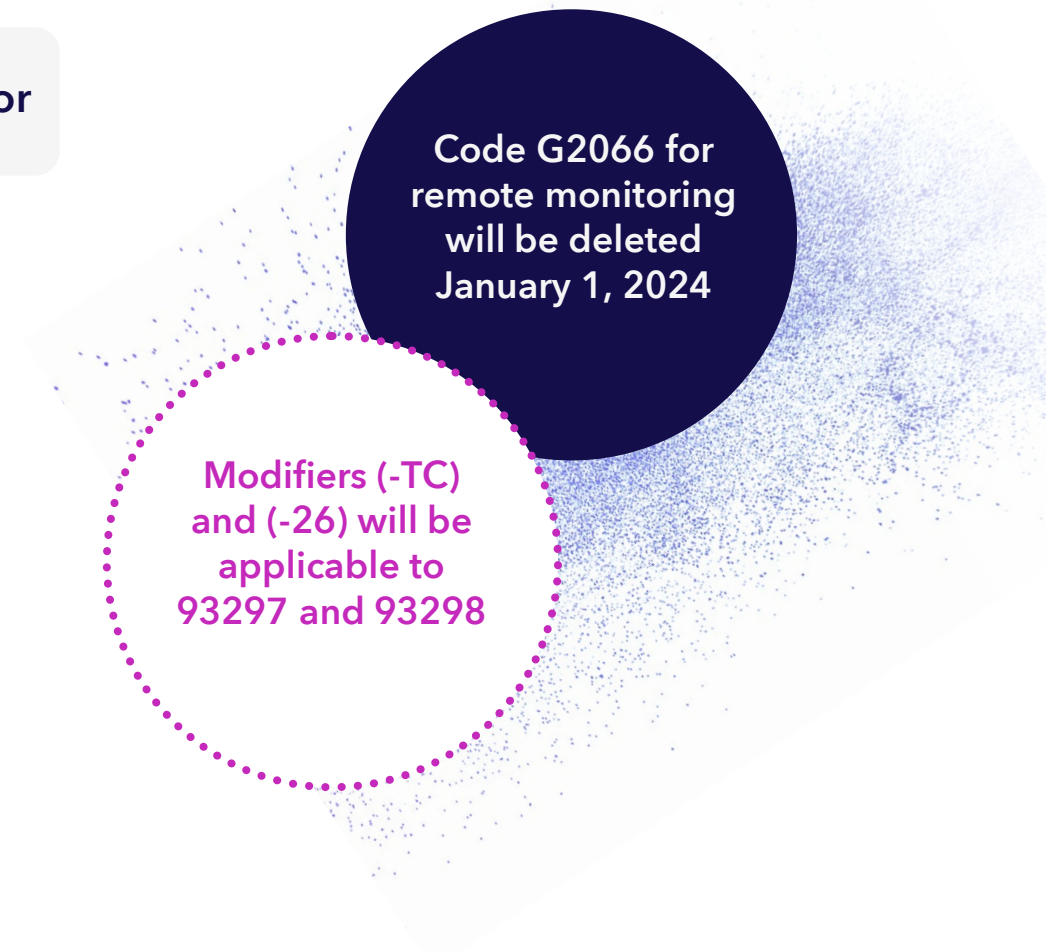 or
Code G2066 for
remote monitoring
will be deleted
January 1, 2024
Modifiers (-TC)
and (-26) will be
applicable to
93297 and 93298